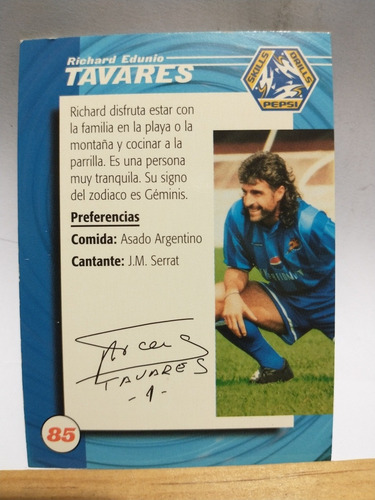 Richard Edunio
TAVARES
SKILLS
DRILLS
PEPSI
Richard disfruta estar con
la familia en la playa o la
montaña y cocinar a la
parrilla. Es una persona
muy tranquila. Su signo
del zodiaco es Géminis.
Preferencias
Comida: Asado Argentino
Cantante: J.M. Serrat
TAVARES
-1-
85